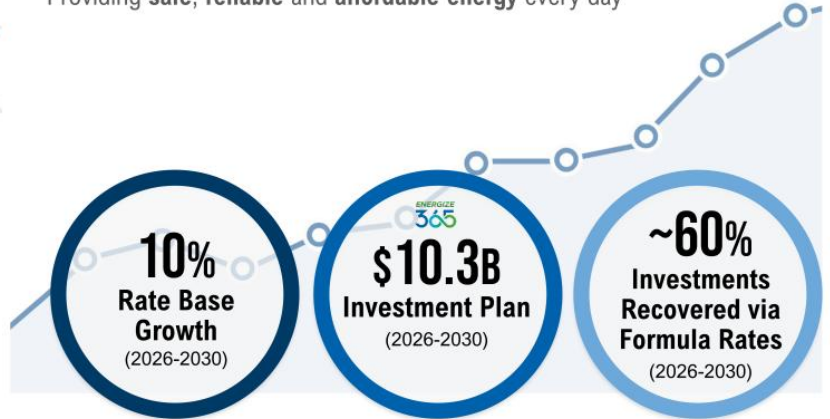 Providing safe, reliable and affordable energy every day
10%
Rate Base
Growth
(2026-2030)
ENERGIZE
365
$10.3B
Investment Plan
(2026-2030)
~60%
Investments
Recovered via
Formula Rates
(2026-2030)